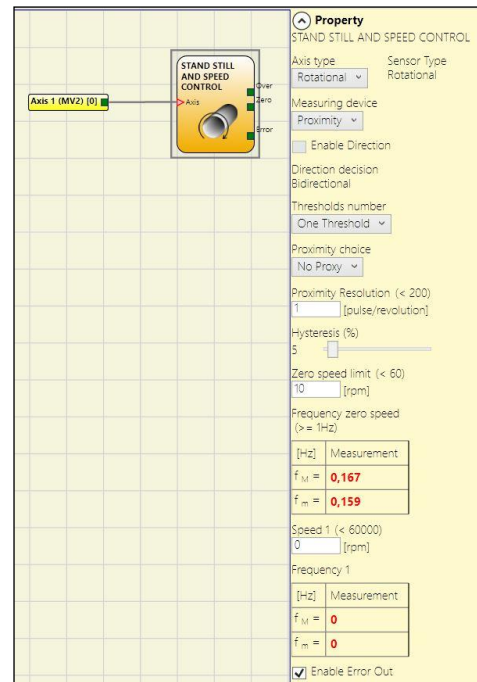 Property
STAND STILL AND SPEED CONTROL
Axis type Sensor Type
Rotational Rotational
Measuring device
Proximity
Enable Direction
Direction decision
Bidirectional
Thresholds number
One Threshold
Proximity choice
No Proxy
Proximity Resolution (< 200)
1 [pulse/revolution]
Hysteresis (%)
5
Zero speed limit (< 60)
10 [rpm]
Frequency zero speed
(>= 1Hz)
[Hz] Measurement
f M = 0,167
f m = 0,159
Speed 1 (< 60000)
0 [rpm]
Frequency 1
[Hz] Measurement
f M = 0
f m = 0
Enable Error Out
STAND STILL
AND SPEED
CONTROL
Over
Zero
Error
Axis
Axis 1 (MV2) [0]